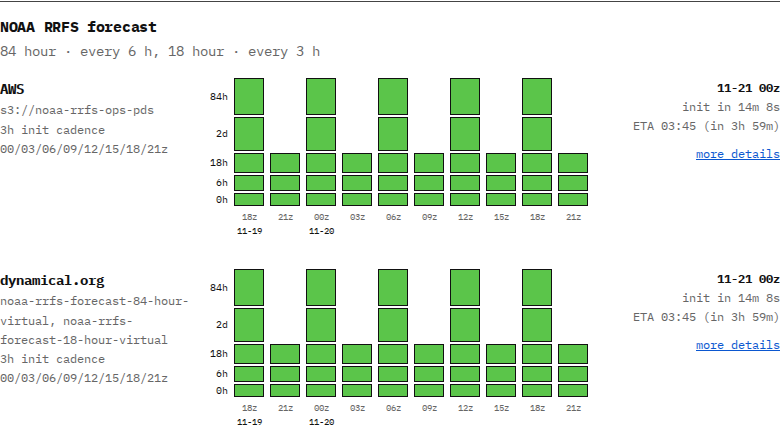 NOAA RRFS forecast
84 hour · every 6 h, 18 hour · every 3 h
AWS
s3://noaa-rrfs-ops-pds
3h init cadence
00/03/06/09/12/15/18/21z
84h
2d
18h
6h
0h
18z 21z 00z 03z 06z 09z 12z 15z 18z 21z
11-19 11-20
11-21 00z
init in 14m 8s
ETA 03:45 (in 3h 59m)
more details
dynamical.org
noaa-rrfs-forecast-84-hour-
virtual, noaa-rrfs-
forecast-18-hour-virtual
3h init cadence
00/03/06/09/12/15/18/21z
84h
2d
18h
6h
0h
18z 21z 00z 03z 06z 09z 12z 15z 18z 21z
11-19 11-20
11-21 00z
init in 14m 8s
ETA 03:45 (in 3h 59m)
more details